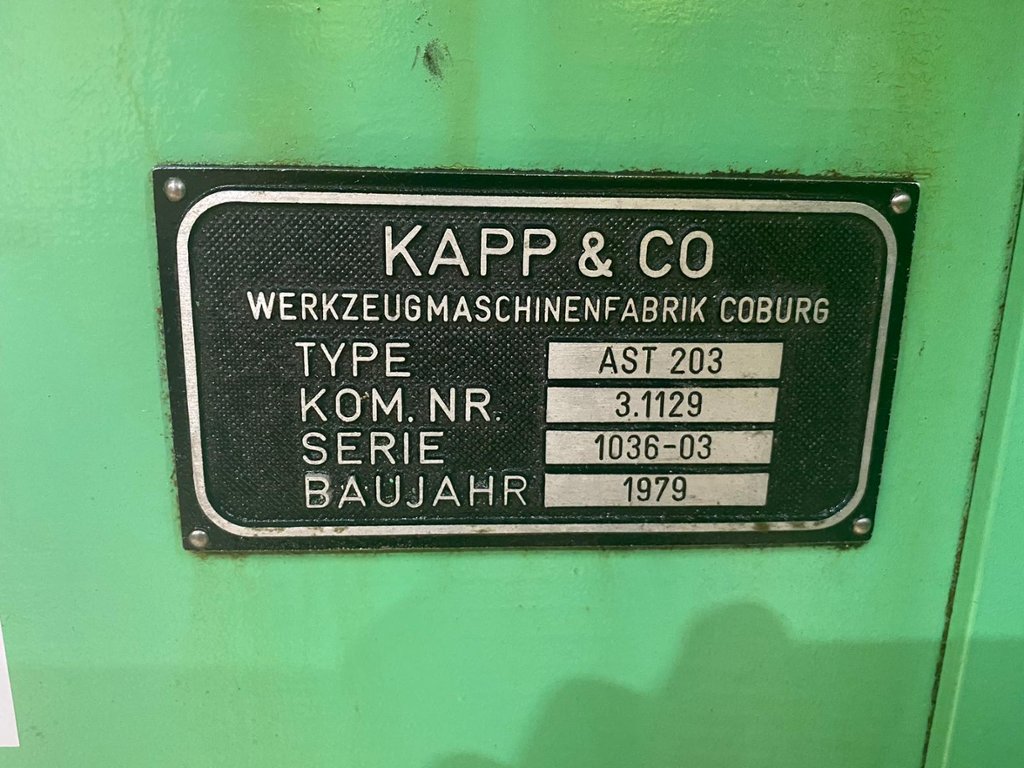 KAPP & CO
WERKZEUGMASCHINENFABRIK COBURG
TYPE AST 203
KOM. NR. 3.1129
SERIE 1036-03
BAUJAHR 1979